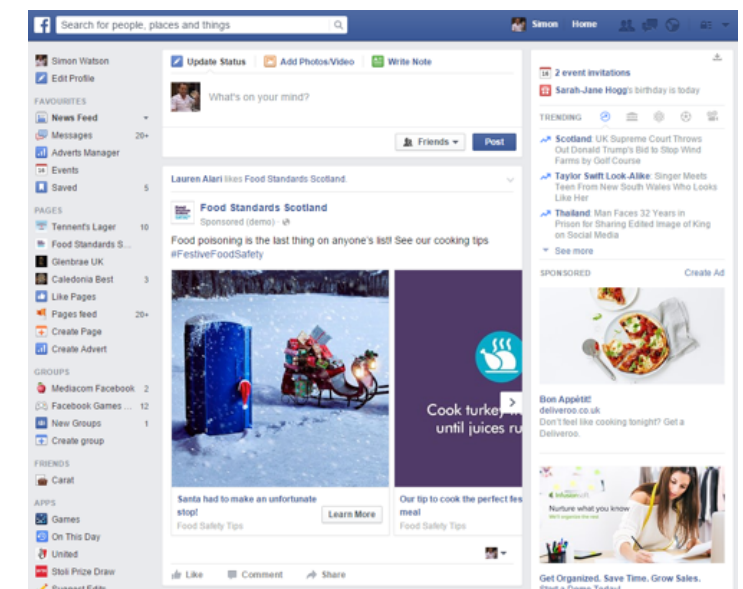 Search for people, places and things
Simon Home
Simon Watson
Edit Profile
FAVOURITES
News Feed
Messages 20+
Adverts Manager
Events
Saved 5
PAGES
Tennent's Lager 10
Food Standards S...
Glenbrae UK
Caledonia Best 3
Like Pages
Pages feed 20+
Create Page
Create Advert
GROUPS
Mediacom Facebook 2
Facebook Games ... 12
New Groups 1
Create group
FRIENDS
Carat
APPS
Games
On This Day
United
Stoli Prize Draw
Suggest Edits
Update Status Add Photos/Video Write Note
What's on your mind?
Friends Post
Lauren Alari likes Food Standards Scotland.
Food Standards Scotland
Sponsored (demo) ·
Food poisoning is the last thing on anyone's list! See our cooking tips
#FestiveFoodSafety
Cook turkey
until juices ru
Santa had to make an unfortunate
stop!
Food Safety Tips
Learn More
Our tip to cook the perfect fes
meal
Food Safety Tips
Like Comment Share
2 event invitations
Sarah-Jane Hogg's birthday is today
TRENDING
Scotland: UK Supreme Court Throws
Out Donald Trump's Bid to Stop Wind
Farms by Golf Course
Taylor Swift Look-Alike: Singer Meets
Teen From New South Wales Who Looks
Like Her
Thailand: Man Faces 32 Years in
Prison for Sharing Edited Image of King
on Social Media
See more
SPONSORED Create Ad
Bon Appétit!
deliveroo.co.uk
Don't feel like cooking tonight? Get a
Deliveroo.
Infusionsoft
Nurture what you know
We'll organize the rest
Get Organized. Save Time. Grow Sales.
Start a Demo Today!